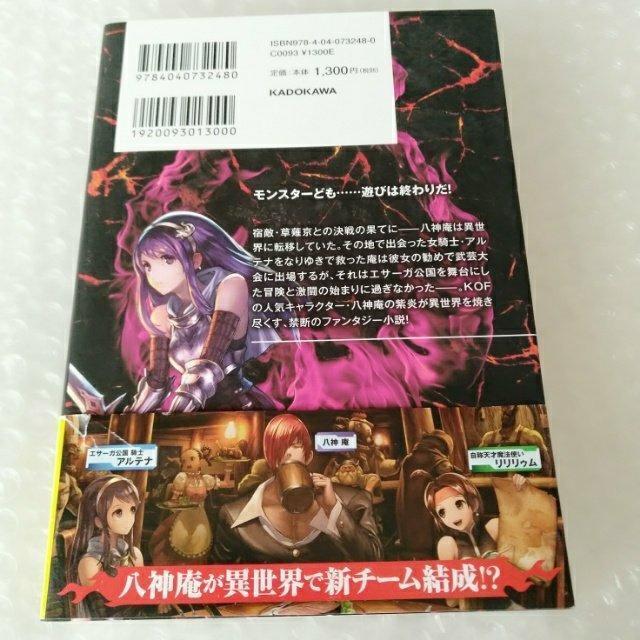 ISBN978-4-04-073248-0
C0093 ¥1300E
定価:本体 1,300円(税別)
KADOKAWA
9784040732480
1920093013000
モンスターども……遊びは終わりだ!
宿敵・草薙京との決戦の果てに――八神庵は異世
界に転移していた。その地で出会った女騎士・アル
テナをなりゆきで救った庵は彼女の勧めで武芸大
会に出場するが、それはエサーガ公国を舞台にし
た冒険と激闘の始まりに過ぎなかった――。KOF
の人気キャラクター・八神庵の紫炎が異世界を焼き
尽くす、禁断のファンタジー小説!
エサーガ公国 騎士
アルテナ
八神 庵
自称天才魔法使い
リリリゥム
八神庵が異世界で新チーム結成!?